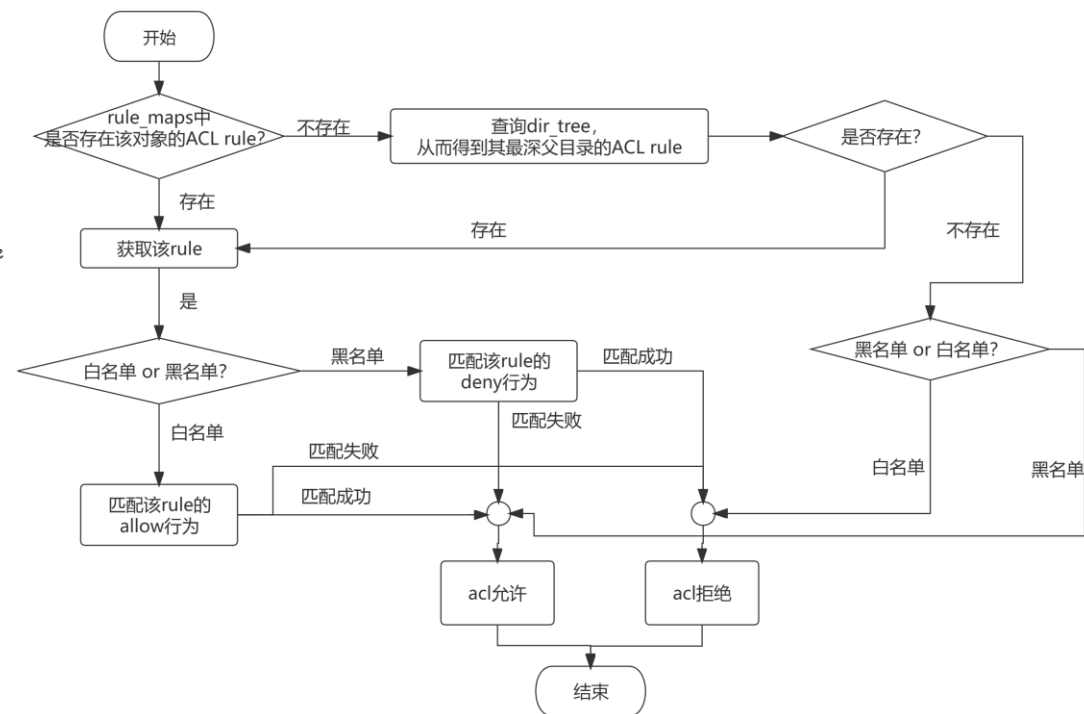 开始
rule_maps中
是否存在该对象的ACL rule?
不存在
查询dir_tree,
从而得到其最深父目录的ACL rule
是否存在?
存在
存在
不存在
获取该rule
是
白名单 or 黑名单?
黑名单
匹配该rule的
deny行为
匹配成功
黑名单 or 白名单?
匹配失败
白名单
匹配失败
白名单
黑名单
匹配该rule的
allow行为
匹配成功
acl允许
acl拒绝
结束